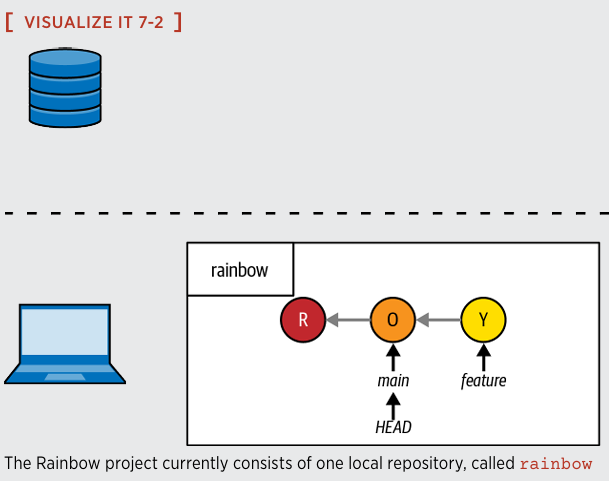 [ VISUALIZE IT 7-2 ]
rainbow
R O Y
main feature
HEAD
The Rainbow project currently consists of one local repository, called rainbow